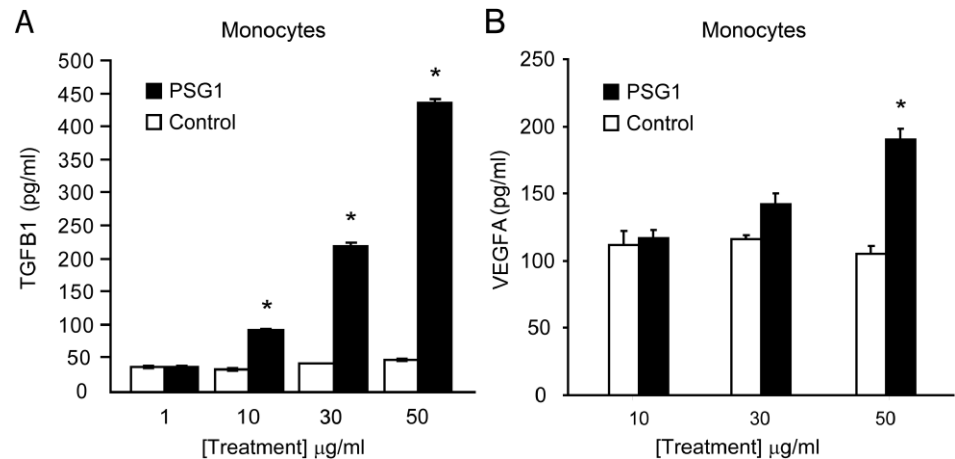 A
Monocytes
TGFB1 (pg/ml)
500
450
400
350
300
250
200
150
100
50
0
PSG1
Control
*
*
*
1 10 30 50
[Treatment] μg/ml
B
Monocytes
VEGFA (pg/ml)
250
200
150
100
50
0
PSG1
Control
*
10 30 50
[Treatment] μg/ml